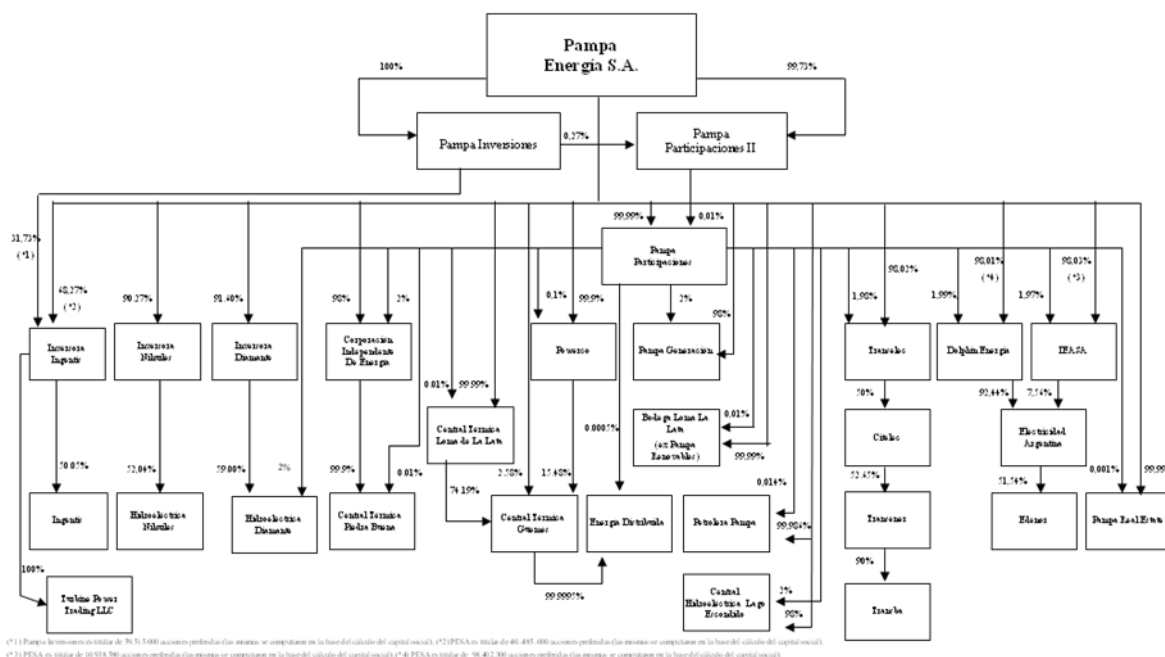 Pampa
Energía S.A.
100%
99,73%
Pampa Inversiones
0,27%
Pampa
Participaciones II
31,73%
(*1)
48,27%
(*2)
90,27%
91,60%
98%
2%
0,1%
99,9%
99,99%
0,01%
Pampa
Participaciones
2%
98%
1,98%
98,02%
1,99%
98,01%
(*4)
1,97%
98,03%
(*3)
Inversora
Ingentis
Inversora
Nihuiles
Inversora
Diamante
Corporación
Independiente
De Energía
Powerco
Pampa Generación
Transelec
Delphin Energía
IEASA
0,01%
99,99%
Central Térmica
Loma de La Lata
0.0005%
Bodega Loma La
Lata
(ex Pampa
Renovables)
0,01%
99,99%
50%
Citelec
92,44%
7,56%
Electricidad
Argentina
50,05%
52,04%
59,00%
2%
99,9%
0,01%
74,19%
2,58%
15,48%
0,014%
99,986%
52,65%
51,54%
0,001%
99,99
Ingentis
Hidroeléctrica
Nihuiles
Hidroeléctrica
Diamante
Central Térmica
Piedra Buena
Central Térmica
Güemes
Energía Distribuida
Petrolera Pampa
Transener
Edenor
Pampa Real Estate
100%
Turbine Power
Trading LLC
99,9995%
Central
Hidroeléctrica Lago
Escondido
2%
98%
90%
Transba